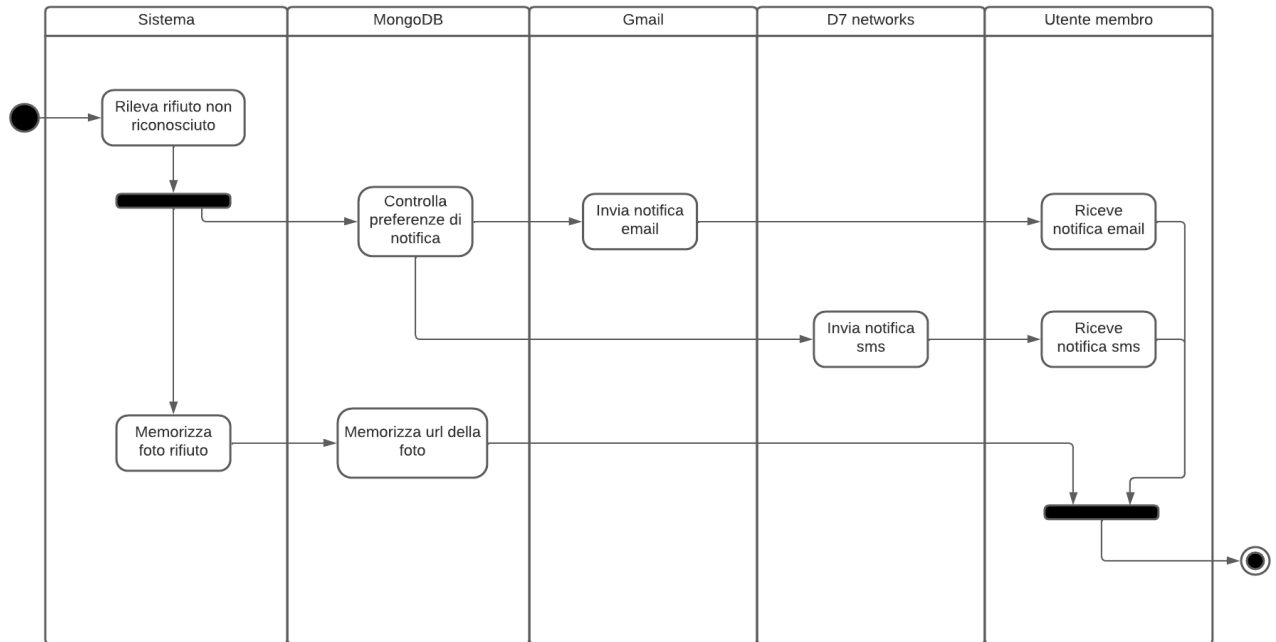 Sistema
MongoDB
Gmail
D7 networks
Utente membro
Rileva rifiuto non
riconosciuto
Controlla
preferenze di
notifica
Invia notifica
email
Riceve
notifica email
Invia notifica
sms
Riceve
notifica sms
Memorizza
foto rifiuto
Memorizza url della
foto